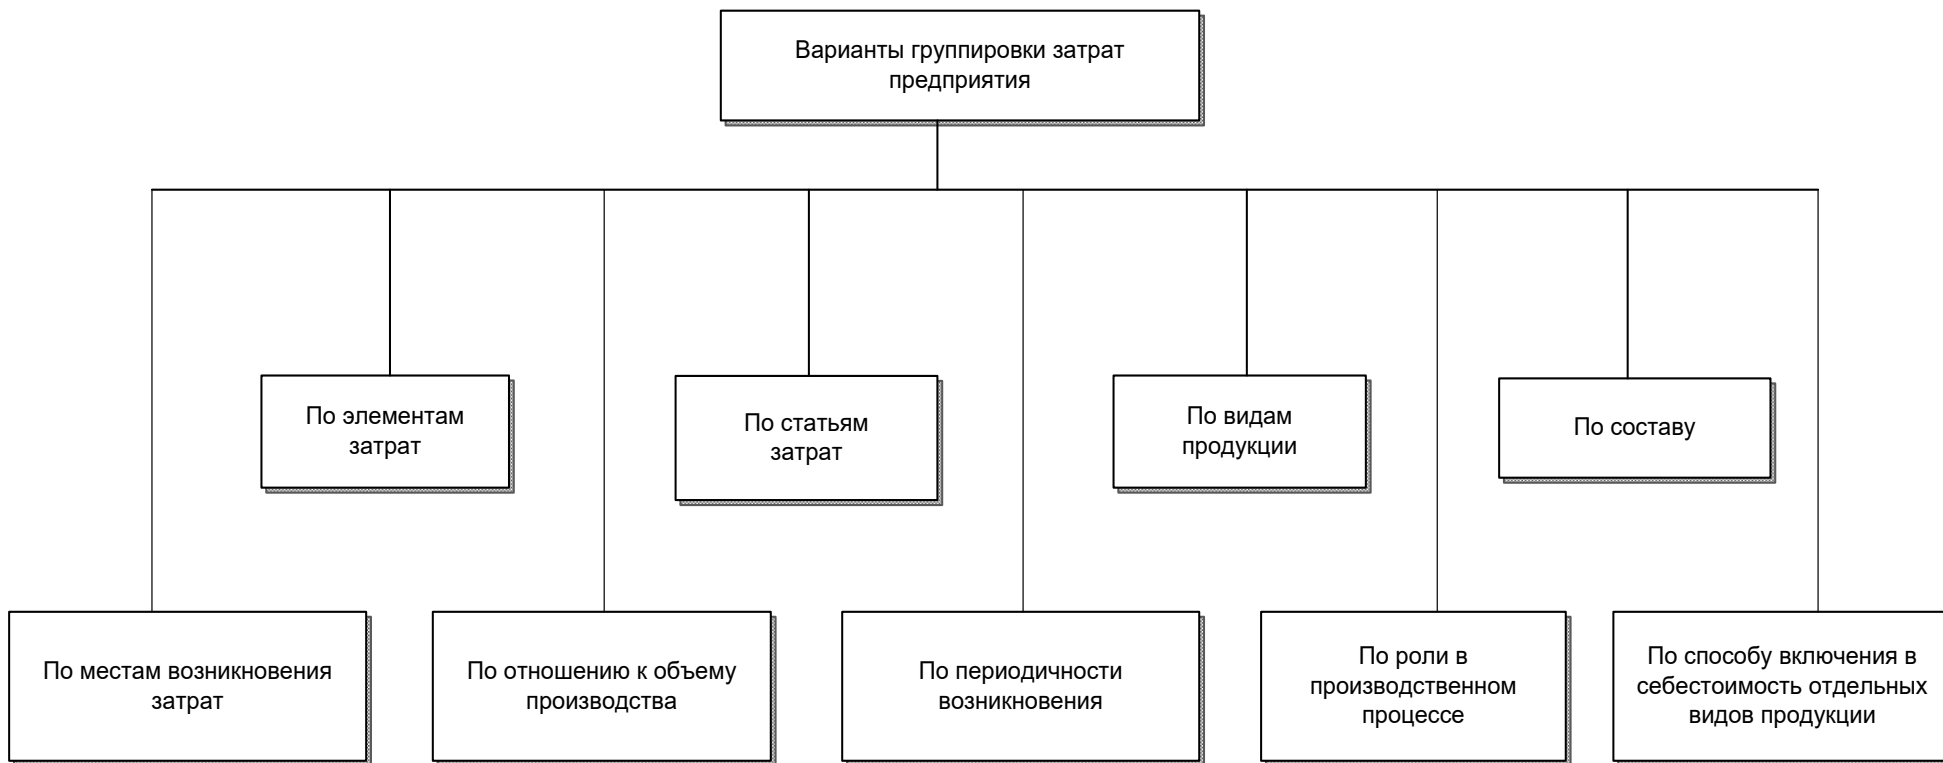 Варианты группировки затрат
предприятия
По элементам
затрат
По статьям
затрат
По видам
продукции
По составу
По местам возникновения
затрат
По отношению к объему
производства
По периодичности
возникновения
По роли в
производственном
процессе
По способу включения в
себестоимость отдельных
видов продукции